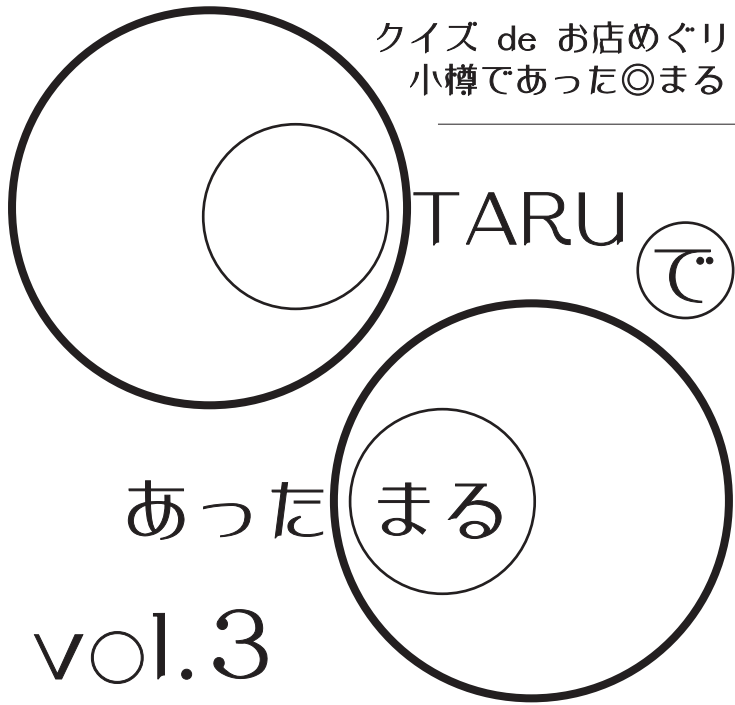 クイズ de お店めぐり
小樽であった◎まる
OTARU
で
あった
まる
vol.3